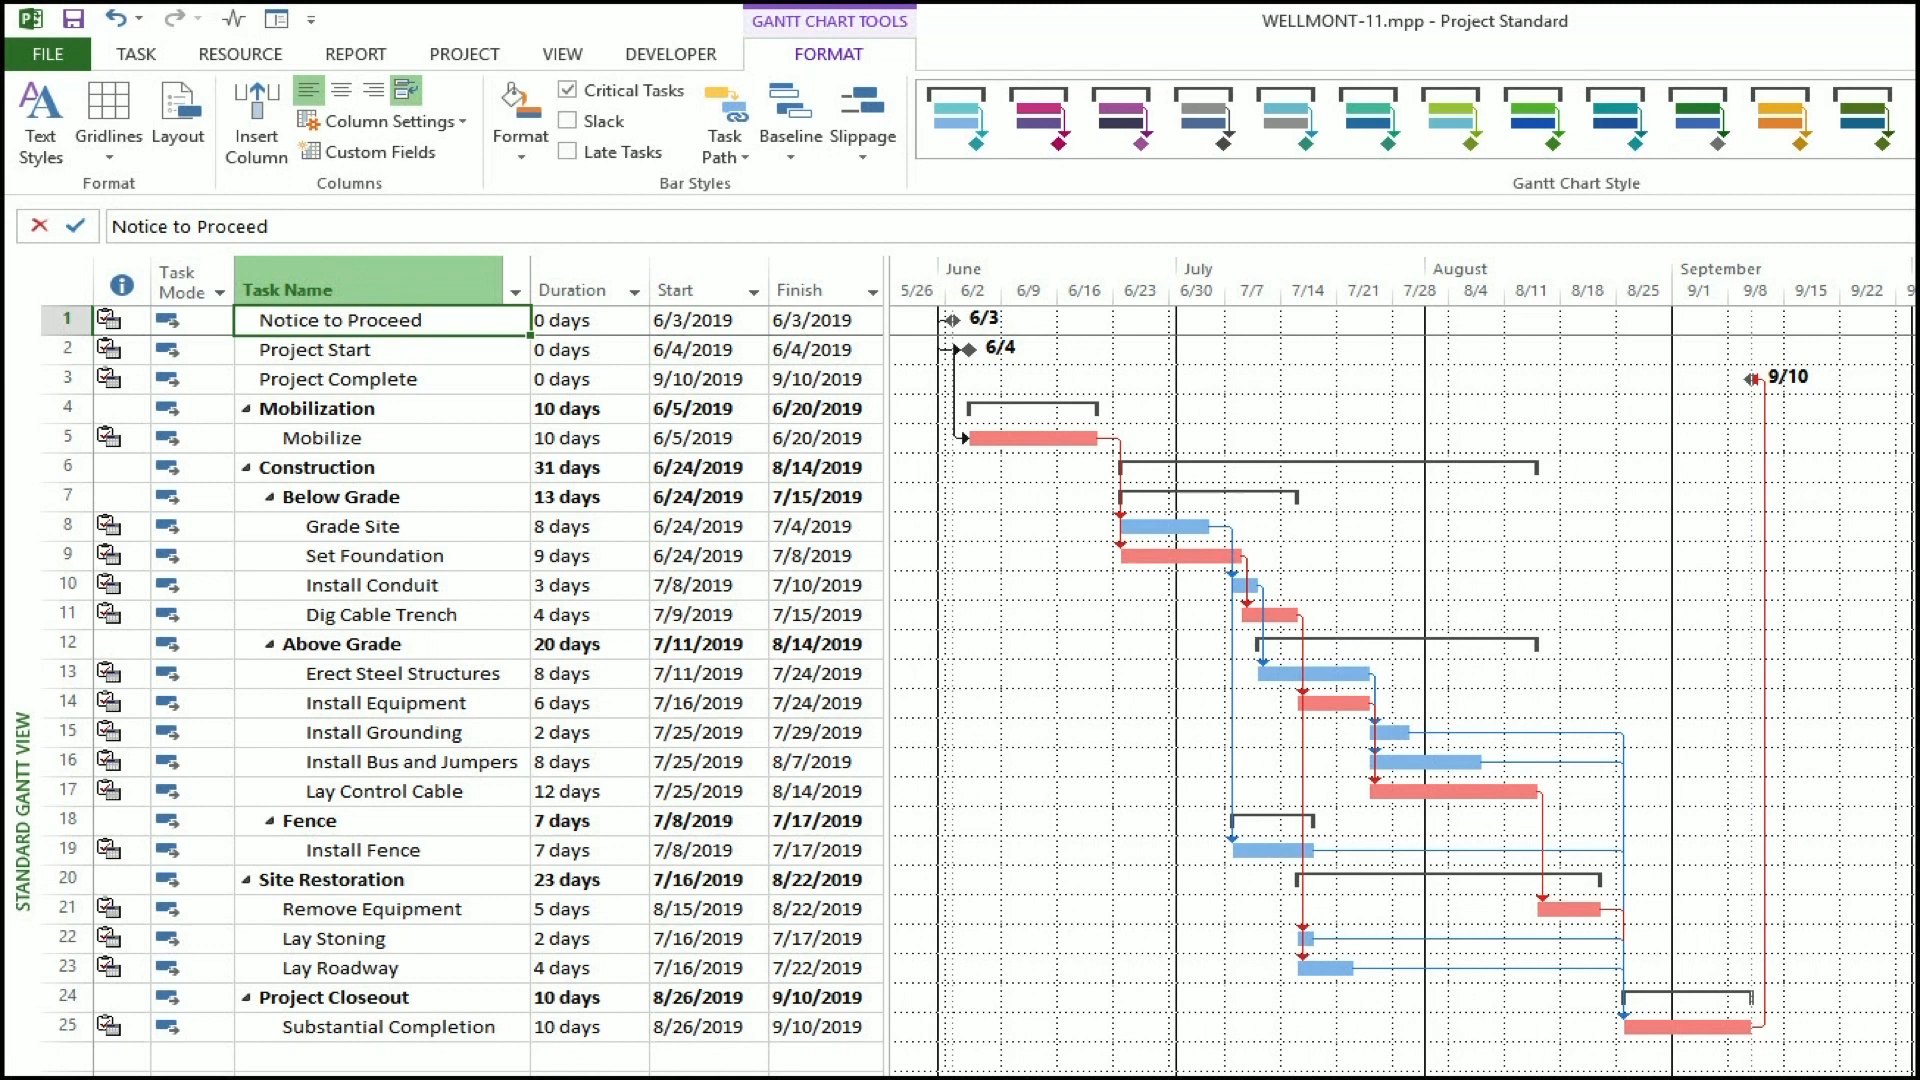 GANTT CHART TOOLS
WELLMONT-11.mpp - Project Standard
FILE TASK RESOURCE REPORT PROJECT VIEW DEVELOPER FORMAT
Text Styles Gridlines Layout
Format
Insert Column
Column Settings
Custom Fields
Columns
Format
Critical Tasks
Slack
Late Tasks
Task Path Baseline Slippage
Bar Styles
Gantt Chart Style
Notice to Proceed
Task Mode Task Name Duration Start Finish
June July August September
5/26 6/2 6/9 6/16 6/23 6/30 7/7 7/14 7/21 7/28 8/4 8/11 8/18 8/25 9/1 9/8 9/15 9/22 9
1 Notice to Proceed 0 days 6/3/2019 6/3/2019 6/3
2 Project Start 0 days 6/4/2019 6/4/2019 6/4
3 Project Complete 0 days 9/10/2019 9/10/2019 9/10
4 Mobilization 10 days 6/5/2019 6/20/2019
5 Mobilize 10 days 6/5/2019 6/20/2019
6 Construction 31 days 6/24/2019 8/14/2019
7 Below Grade 13 days 6/24/2019 7/15/2019
8 Grade Site 8 days 6/24/2019 7/4/2019
9 Set Foundation 9 days 6/24/2019 7/8/2019
10 Install Conduit 3 days 7/8/2019 7/10/2019
11 Dig Cable Trench 4 days 7/9/2019 7/15/2019
12 Above Grade 20 days 7/11/2019 8/14/2019
13 Erect Steel Structures 8 days 7/11/2019 7/24/2019
14 Install Equipment 6 days 7/16/2019 7/24/2019
15 Install Grounding 2 days 7/25/2019 7/29/2019
16 Install Bus and Jumpers 8 days 7/25/2019 8/7/2019
17 Lay Control Cable 12 days 7/25/2019 8/14/2019
18 Fence 7 days 7/8/2019 7/17/2019
19 Install Fence 7 days 7/8/2019 7/17/2019
20 Site Restoration 23 days 7/16/2019 8/22/2019
21 Remove Equipment 5 days 8/15/2019 8/22/2019
22 Lay Stoning 2 days 7/16/2019 7/17/2019
23 Lay Roadway 4 days 7/16/2019 7/22/2019
24 Project Closeout 10 days 8/26/2019 9/10/2019
25 Substantial Completion 10 days 8/26/2019 9/10/2019
STANDARD GANTT VIEW